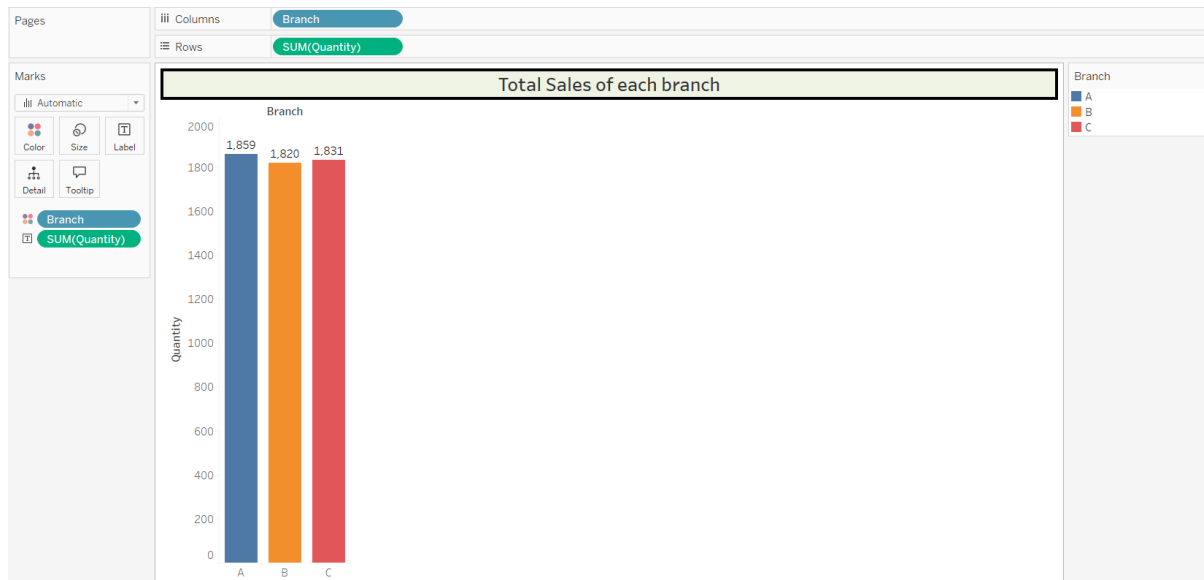 Pages
Columns
Branch
Rows
SUM(Quantity)
Marks
Automatic
Color
Size
Label
Detail
Tooltip
Branch
SUM(Quantity)
Total Sales of each branch
Branch
2000
1800
1600
1400
1200
1000
800
600
400
200
0
Quantity
1,859
1,820
1,831
A
B
C
Branch
A
B
C